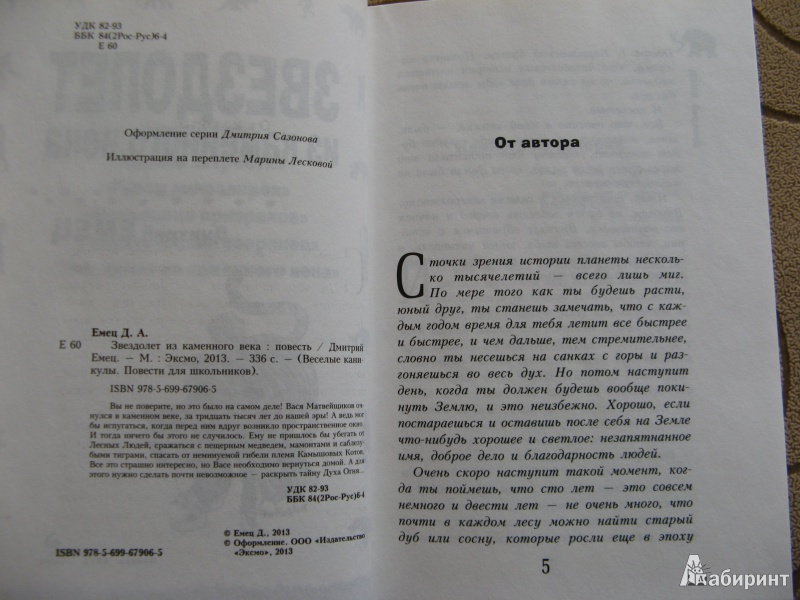 УДК 82-93
ББК 84(2Рос-Рус)6-4
Е 60
Оформление серии Дмитрия Сазонова
Иллюстрация на переплете Марины Лесковой
Емец Д. А.
Е 60 Звездолет из каменного века : повесть / Дмитрий
Емец. — М. : Эксмо, 2013. — 336 с. — (Веселые кани-
кулы. Повести для школьников).
ISBN 978-5-699-67906-5
Вы не поверите, но это было на самом деле! Вася Матвейщиков оч-
нулся в каменном веке, за тридцать тысяч лет до нашей эры! А ведь мог
бы испугаться, когда перед ним вдруг возникло пространственное окно.
И тогда ничего бы этого не случилось. Ему не пришлось бы убегать от
Лесных Людей, сражаться с пещерным медведем, мамонтами и саблезу-
быми тиграми, спасать от неминуемой гибели племя Камышовых Котов.
Все это страшно интересно, но Васе необходимо вернуться домой. А для
этого нужно сделать почти невозможное — раскрыть тайну Духа Огня...
УДК 82-93
ББК 84(2Рос-Рус)6-4
© Емец Д., 2013
© Оформление. ООО «Издательство
«Эксмо», 2013
ISBN 978-5-699-67906-5
От автора
С точки зрения истории планеты несколь-
ко тысячелетий — всего лишь миг.
По мере того как ты будешь расти,
юный друг, ты станешь замечать, что с каж-
дым годом время для тебя летит все быстрее
и быстрее, и чем дальше, тем стремительнее,
словно ты несешься на санках с горы и раз-
гоняешься во весь дух. Но потом наступит
день, когда ты должен будешь вообще поки-
нуть Землю, и это неизбежно. Хорошо, если
постараешься и оставишь после себя на Земле
что-нибудь хорошее и светлое: незапятнанное
имя, доброе дело и благодарность людей.
Очень скоро наступит такой момент, ког-
да ты поймешь, что сто лет — это совсем
немного и двести лет — не очень много, что
почти в каждом лесу можно найти старый
дуб или сосну, которые росли еще в эпоху
5
Лабиринт